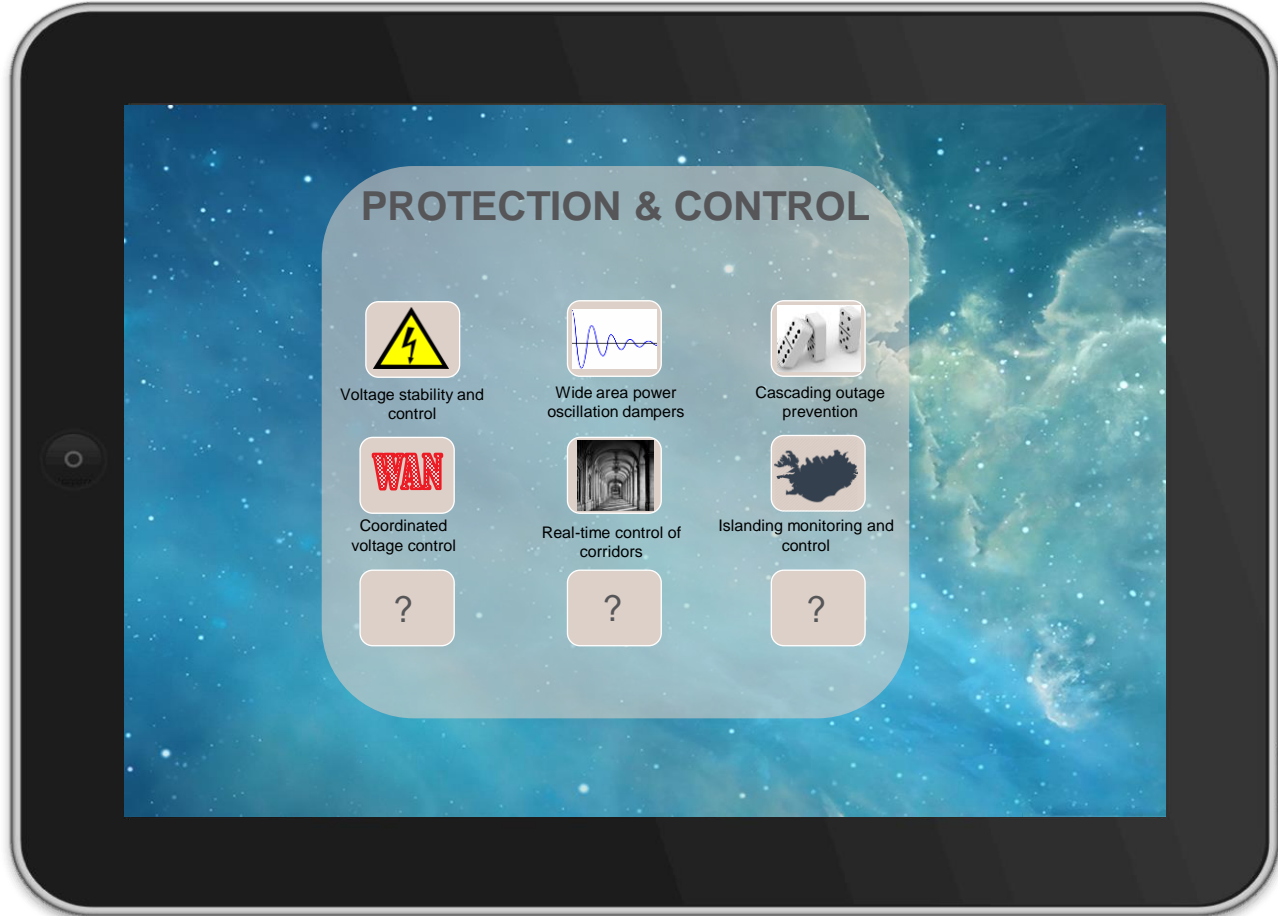 PROTECTION & CONTROL
Voltage stability and
control
Wide area power
oscillation dampers
Cascading outage
prevention
WAN
Coordinated
voltage control
Real-time control of
corridors
Islanding monitoring and
control
?
?
?